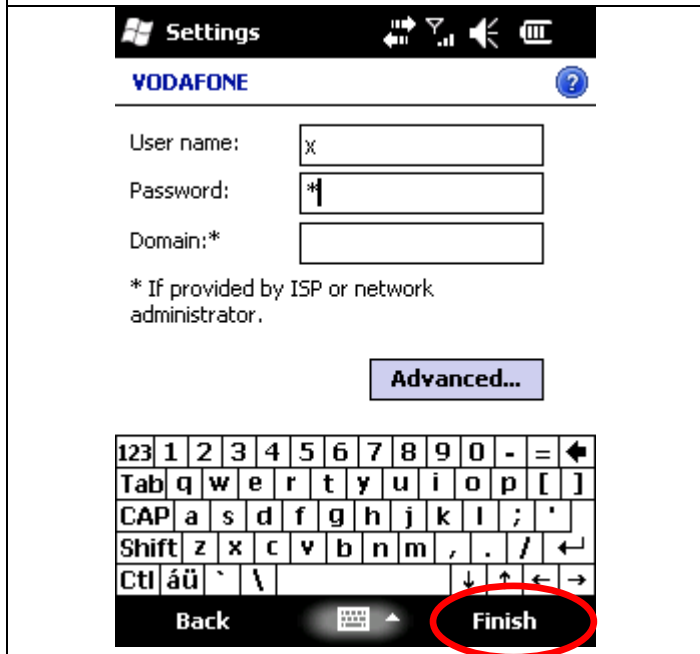 Settings
VODAFONE
User name: x
Password: *
Domain:*
* If provided by ISP or network
administrator.
Advanced...
123 1 2 3 4 5 6 7 8 9 0 - =
Tab q w e r t y u i o p [ ]
CAP a s d f g h j k l ; '
Shift z x c v b n m , . /
Ctl áü ` \ ↓ ↑ ← →
Back Finish